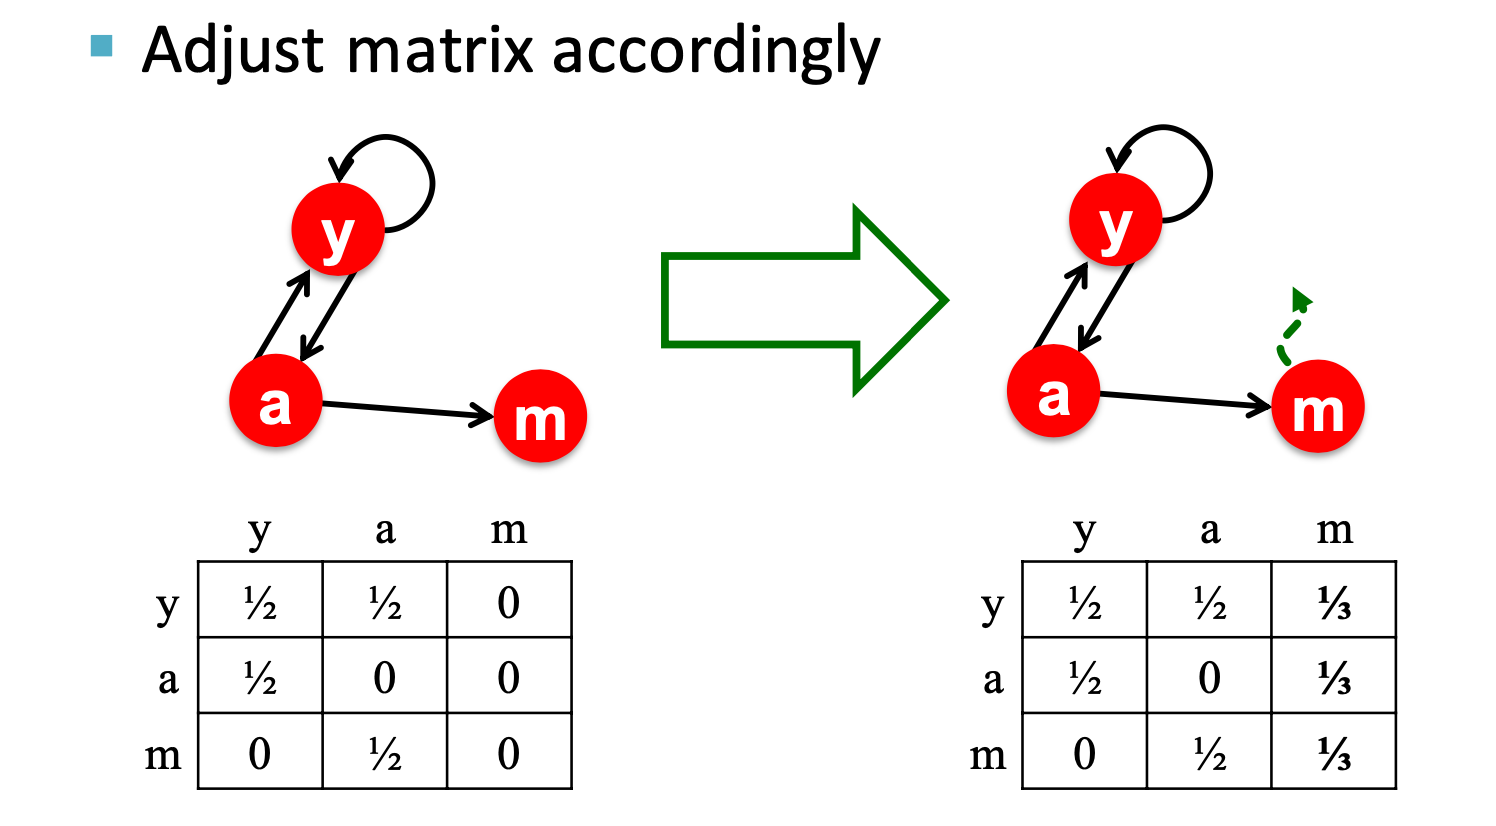 Adjust matrix accordingly
y y
a m a m
y a m y a m
y ½ ½ 0 y ½ ½ ⅓
a ½ 0 0 a ½ 0 ⅓
m 0 ½ 0 m 0 ½ ⅓